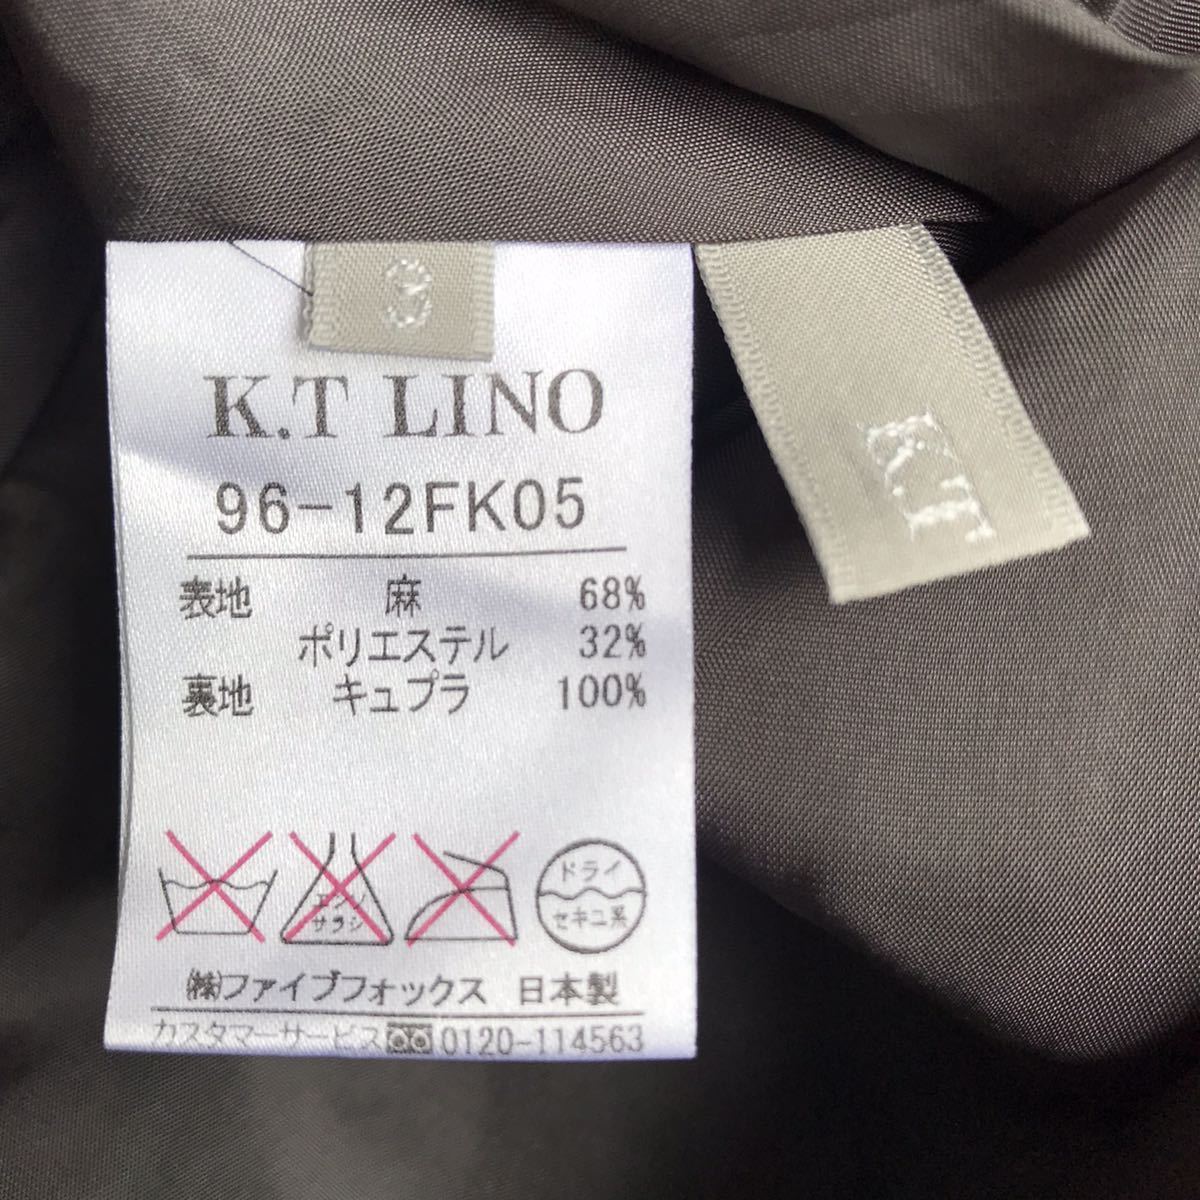 3
K.T LINO
96-12FK05
表地 麻 68%
ポリエステル 32%
裏地 キュプラ 100%
エンソ サラシ
ドライ
セキユ系
㈱ファイブフォックス 日本製
カスタマーサービス 0120-114563
K.T